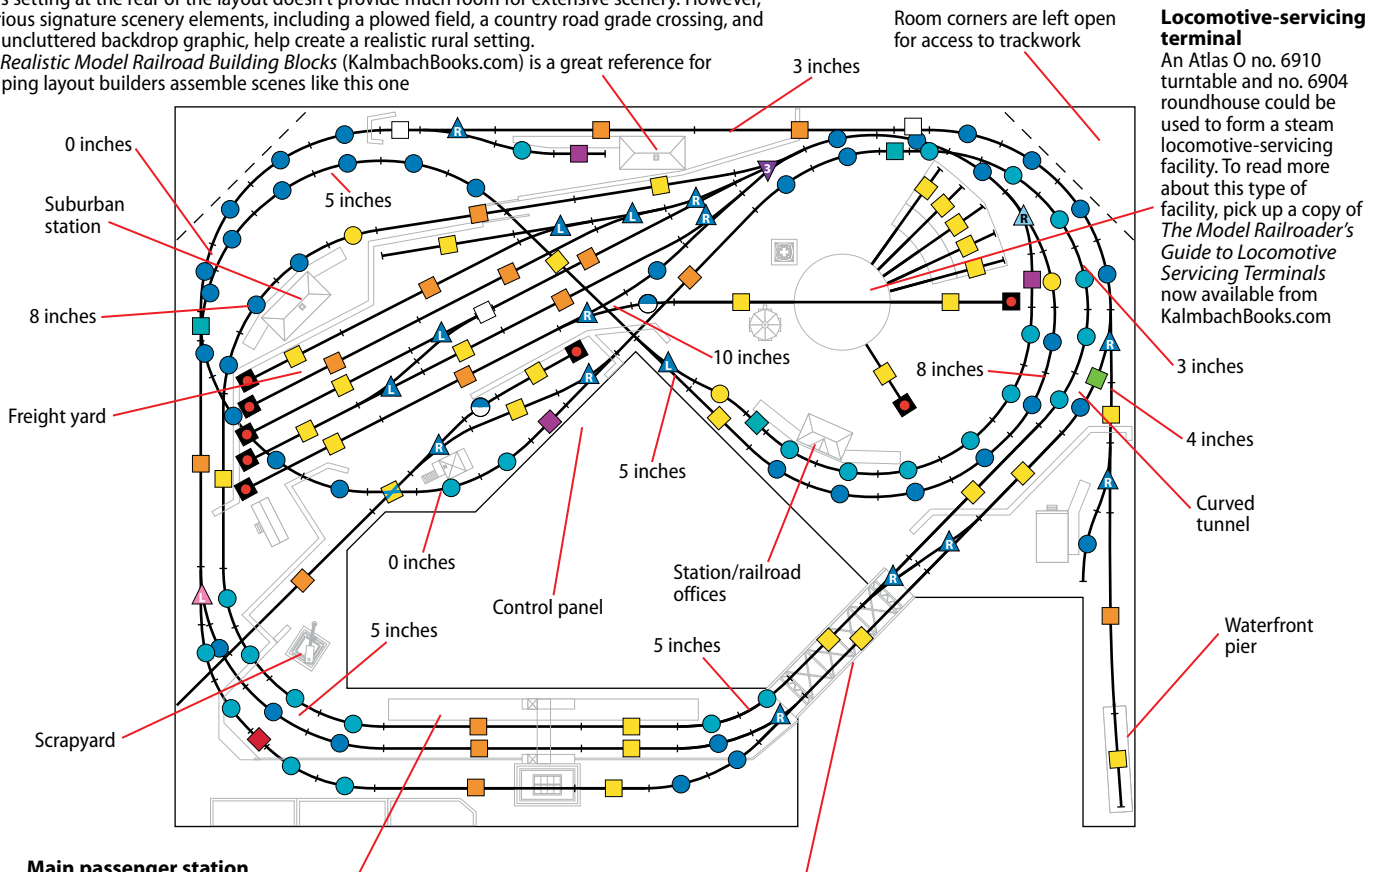 s setting at the rear of the layout doesn't provide much room for extensive scenery. However,
rious signature scenery elements, including a plowed field, a country road grade crossing, and
uncluttered backdrop graphic, help create a realistic rural setting.
Realistic Model Railroad Building Blocks (KalmbachBooks.com) is a great reference for
ping layout builders assemble scenes like this one
Room corners are left open
for access to trackwork
Locomotive-servicing
terminal
An Atlas O no. 6910
turntable and no. 6904
roundhouse could be
used to form a steam
locomotive-servicing
facility. To read more
about this type of
facility, pick up a copy of
The Model Railroader's
Guide to Locomotive
Servicing Terminals
now available from
KalmbachBooks.com
3 inches
0 inches
R
3
5 inches
Suburban
station
R
L
R
R
L
8 inches
R
L
R
10 inches
L
8 inches
3 inches
R
L
Freight yard
R
4 inches
5 inches
R
Curved
tunnel
0 inches
R
Station/railroad
offices
R
L
Control panel
5 inches
5 inches
Waterfront
pier
R
Scrapyard
Main passenger station